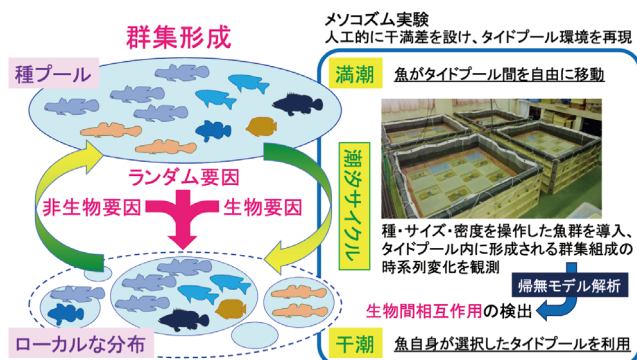 群集形成
種プール
ランダム要因
非生物要因
生物要因
ローカルな分布
メソコズム実験
人工的に干満差を設け、タイドプール環境を再現
満潮
魚がタイドプール間を自由に移動
潮汐サイクル
種・サイズ・密度を操作した魚群を導入、
タイドプール内に形成される群集組成の
時系列変化を観測
帰無モデル解析
生物間相互作用の検出
干潮
魚自身が選択したタイドプールを利用